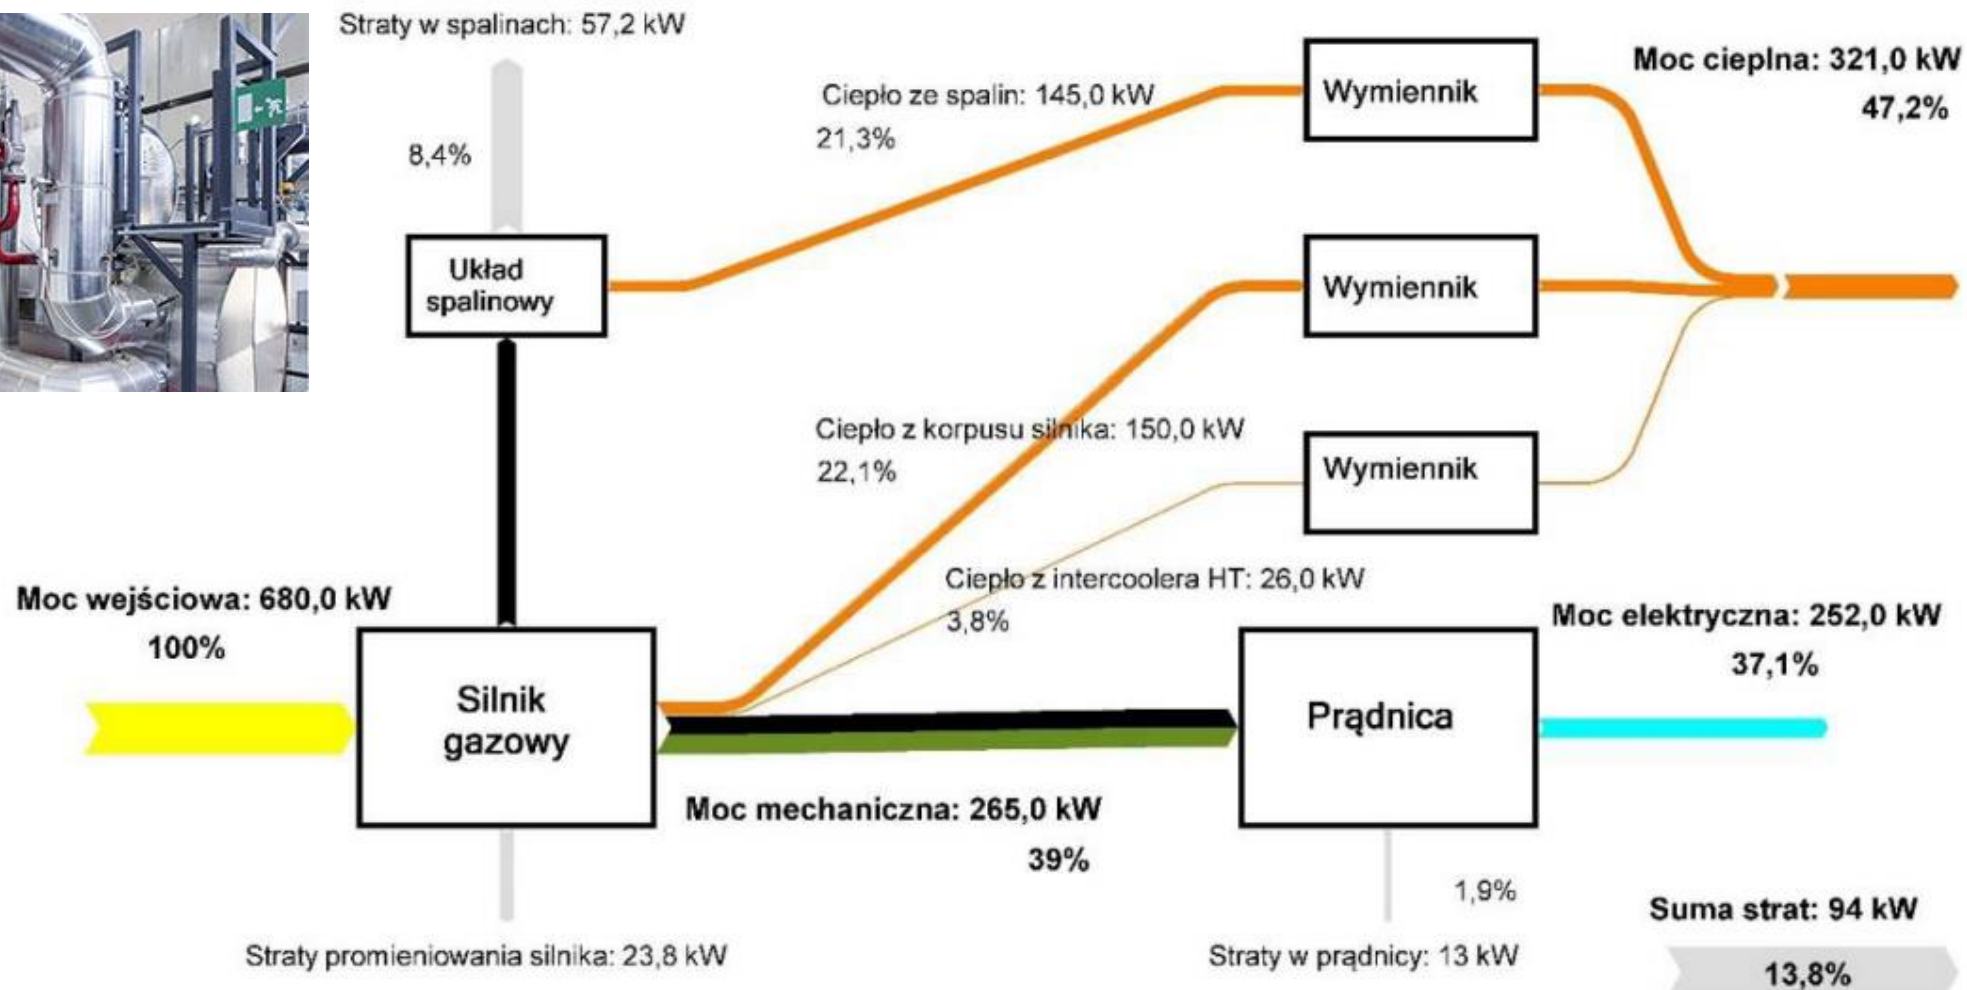 Straty w spalinach: 57,2 kW
8,4%
Układ
spalinowy
Ciepło ze spalin: 145,0 kW
21,3%
Wymiennik
Moc cieplna: 321,0 kW
47,2%
Wymiennik
Ciepło z korpusu silnika: 150,0 kW
22,1%
Wymiennik
Ciepło z intercoolera HT: 26,0 kW
3,8%
Moc wejściowa: 680,0 kW
100%
Silnik
gazowy
Moc mechaniczna: 265,0 kW
39%
Prądnica
Moc elektryczna: 252,0 kW
37,1%
Straty promieniowania silnika: 23,8 kW
1,9%
Straty w prądnicy: 13 kW
Suma strat: 94 kW
13,8%